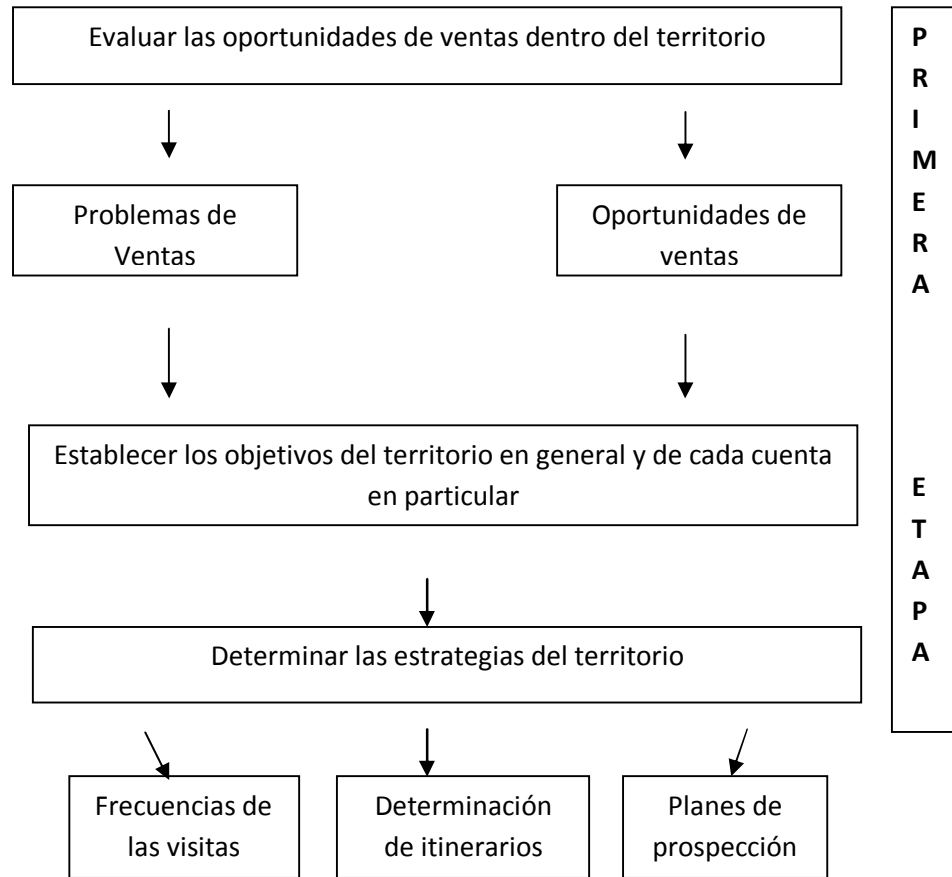 Evaluar las oportunidades de ventas dentro del territorio
Problemas de
Ventas
Oportunidades de
ventas
Establecer los objetivos del territorio en general y de cada cuenta
en particular
Determinar las estrategias del territorio
Frecuencias de
las visitas
Determinación
de itinerarios
Planes de
prospección
P
R
I
M
E
R
A
E
T
A
P
A